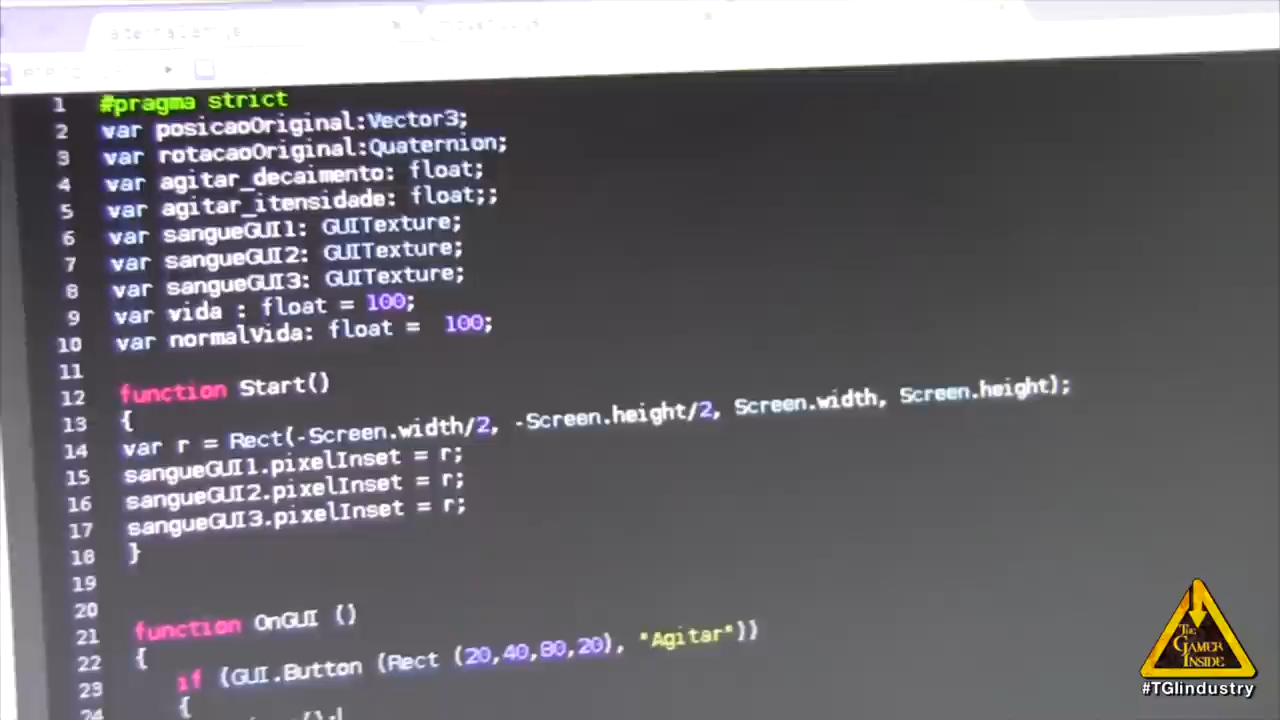 1 #pragma strict
2 var posicaoOriginal:Vector3;
3 var rotacaoOriginal:Quaternion;
4 var agitar_decaimento: float;
5 var agitar_itensidade: float;;
6 var sangueGUI1: GUITexture;
7 var sangueGUI2: GUITexture;
8 var sangueGUI3: GUITexture;
9 var vida : float = 100;
10 var normalVida: float =  100;
11
12 function Start()
13 {
14 var r = Rect(-Screen.width/2, -Screen.height/2, Screen.width, Screen.height);
15 sangueGUI1.pixelInset = r;
16 sangueGUI2.pixelInset = r;
17 sangueGUI3.pixelInset = r;
18 }
19
20
21 function OnGUI ()
22 {
23 if (GUI.Button (Rect (20,40,80,20), "Agitar"))
24 {
THE GAMER INSIDE
#TGIindustry